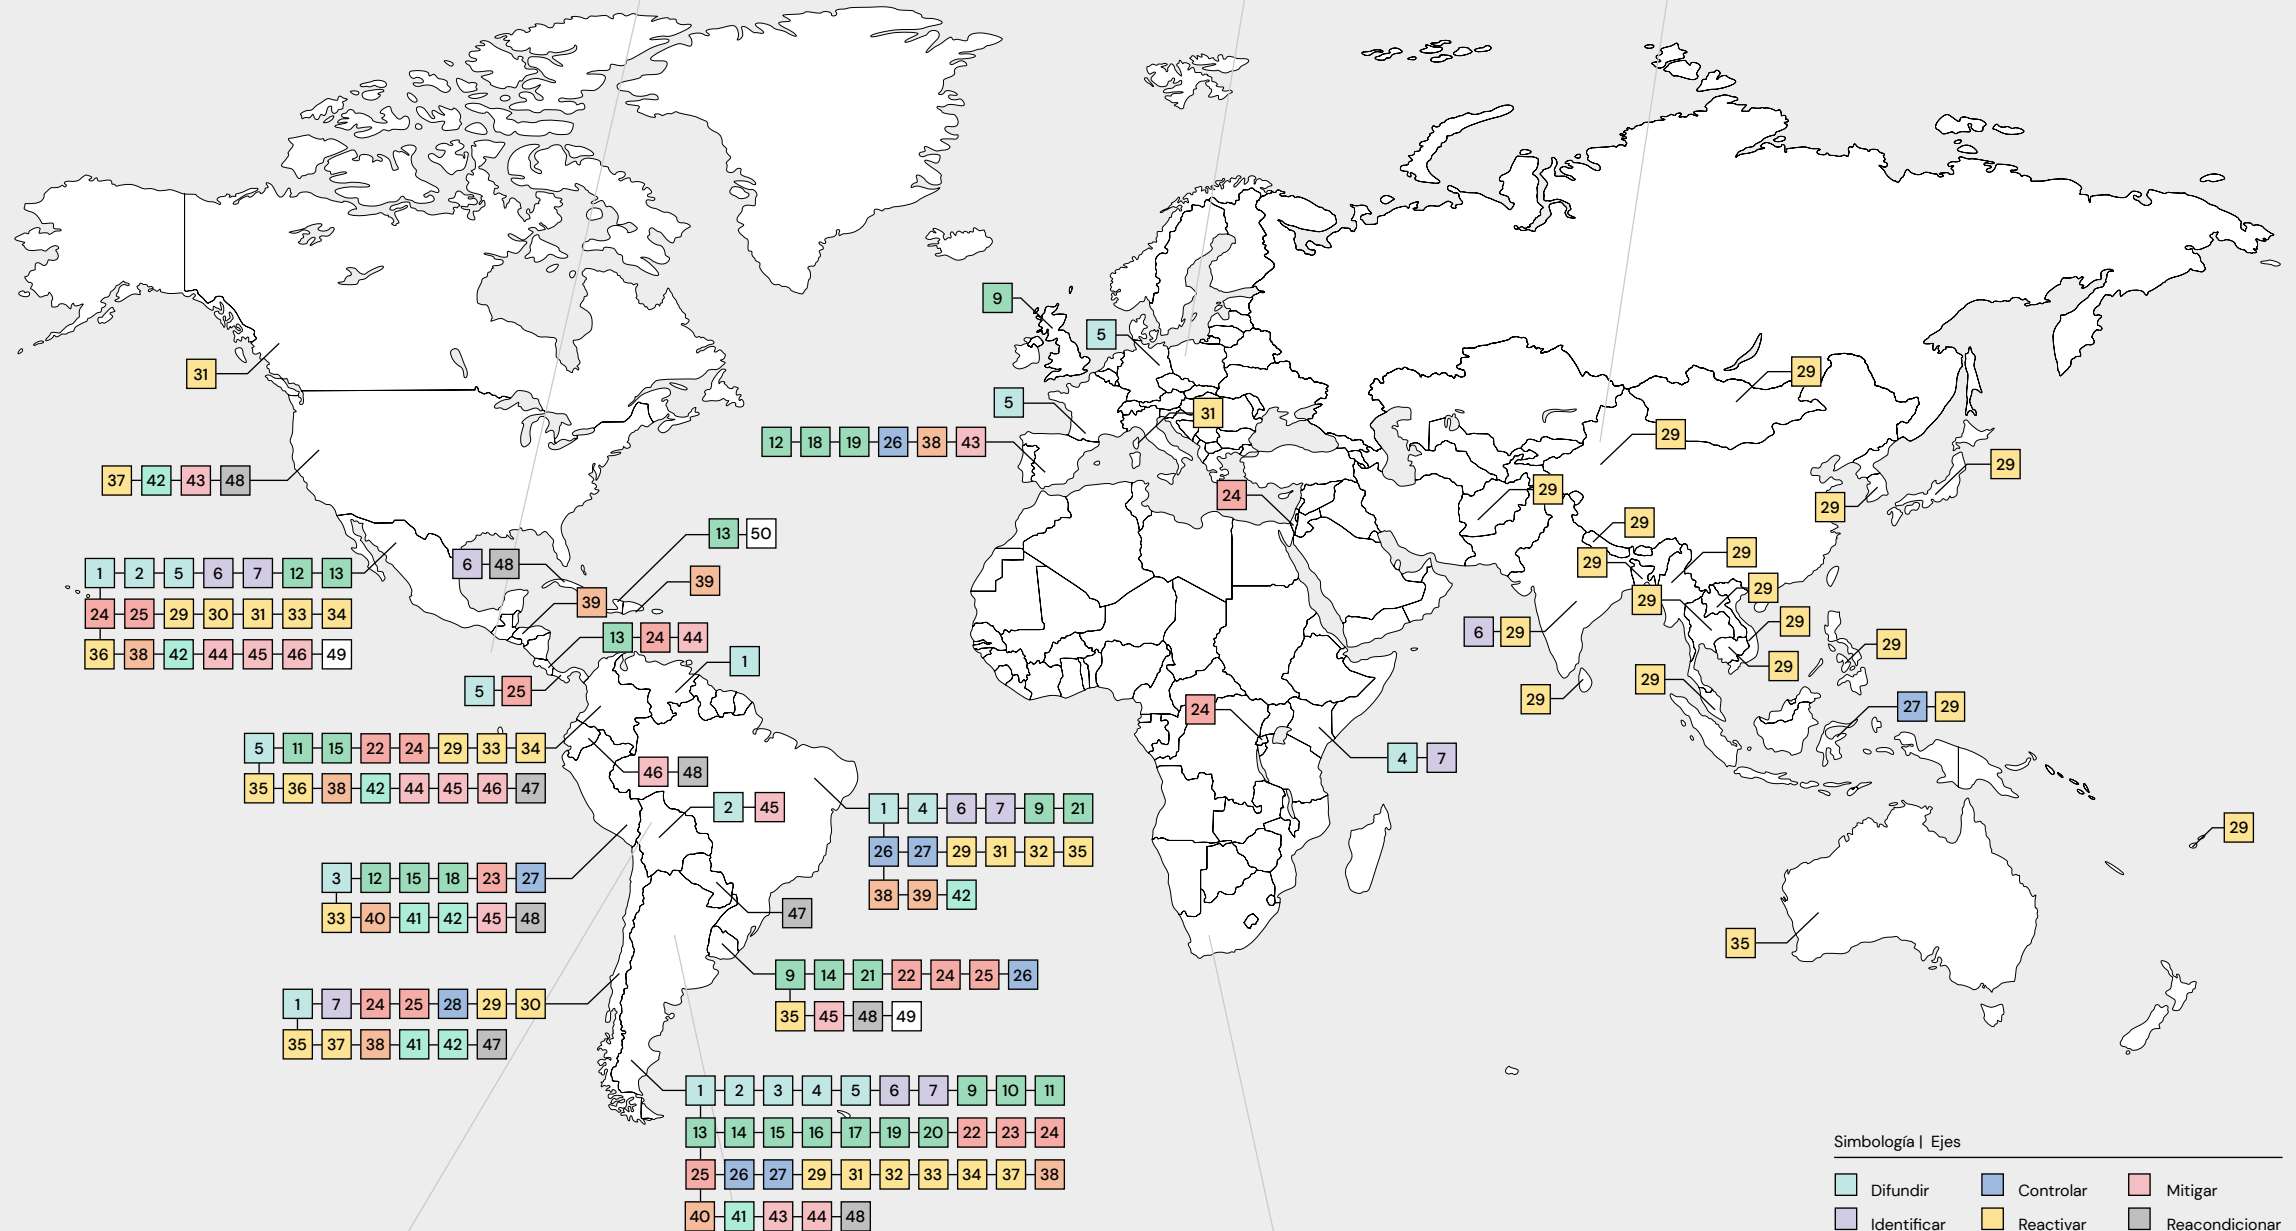 9
5
31
29
5
31
29
12 18 19 26 38 43
29
37 42 43 48
24
29
29
13 50
29
6 48
29
29
1 2 5 6 7 12 13
39
39
29
29
24 25 29 30 31 33 34
13 24 44
29
6 29
29
36 38 42 44 45 46 49
1
29
5 25
29
29
24
27 29
5 11 15 22 24 29 33 34
4 7
46 48
35 36 38 42 44 45 46 47
2 45
1 4 6 7 9 21
29
26 27 29 31 32 35
3 12 15 18 23 27
38 39 42
33 40 41 42 45 48
47
35
9 14 21 22 24 25 26
1 7 24 25 28 29 30
35 45 48 49
35 37 38 41 42 47
1 2 3 4 5 6 7 9 10 11
13 14 15 16 17 19 20 22 23 24
25 26 27 29 31 32 33 34 37 38
40 41 43 44 48
Simbología | Ejes
Difundir Controlar Mitigar
Identificar Reactivar Reacondicionar